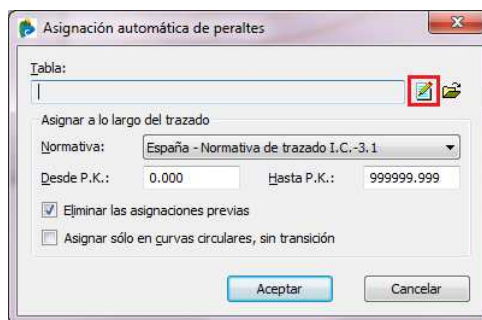 Asignación automática de peraltes
Tabla:
Asignar a lo largo del trazado
Normativa: España - Normativa de trazado I.C.-3.1
Desde P.K.: 0.000 Hasta P.K.: 999999.999
Eliminar las asignaciones previas
Asignar sólo en curvas circulares, sin transición
Aceptar Cancelar